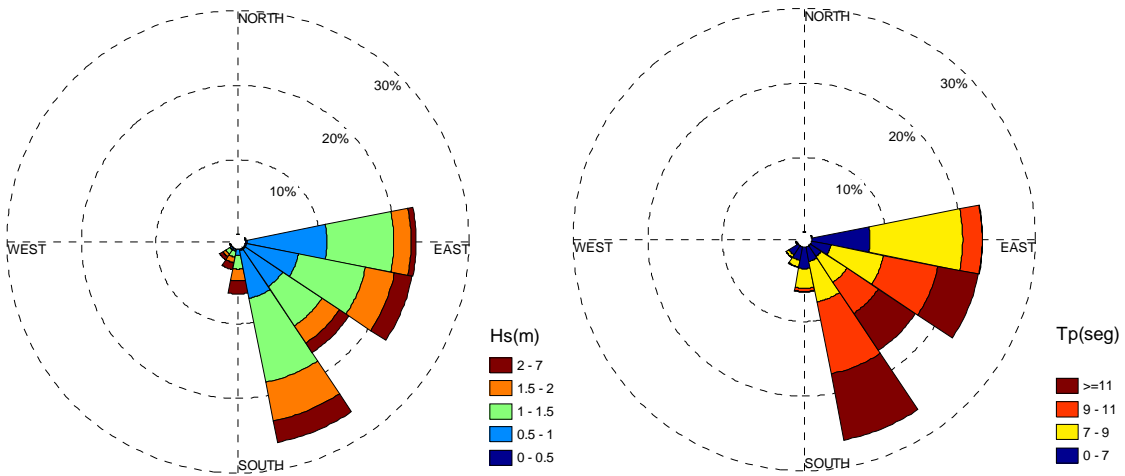 NORTH
30%
20%
10%
WEST
EAST
SOUTH
Hs(m)
2 - 7
1.5 - 2
1 - 1.5
0.5 - 1
0 - 0.5
NORTH
30%
20%
10%
WEST
EAST
SOUTH
Tp(seg)
>=11
9 - 11
7 - 9
0 - 7